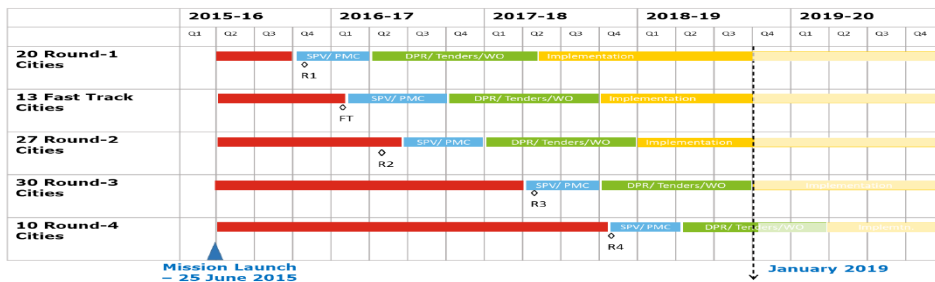 2015-16 2016-17 2017-18 2018-19 2019-20
Q1 Q2 Q3 Q4 Q1 Q2 Q3 Q4 Q1 Q2 Q3 Q4 Q1 Q2 Q3 Q4 Q1 Q2 Q3 Q4
20 Round-1
Cities
SPV/ PMC DPR/ Tenders/WO Implementation
R1
13 Fast Track
Cities
SPV/ PMC DPR/ Tenders/WO Implementation
FT
27 Round-2
Cities
SPV/ PMC DPR/ Tenders/WO Implementation
R2
30 Round-3
Cities
SPV/ PMC DPR/ Tenders/WO Implementation
R3
10 Round-4
Cities
SPV/ PMC DPR/ Tenders/WO Implemen
R4
Mission Launch
– 25 June 2015
January 2019